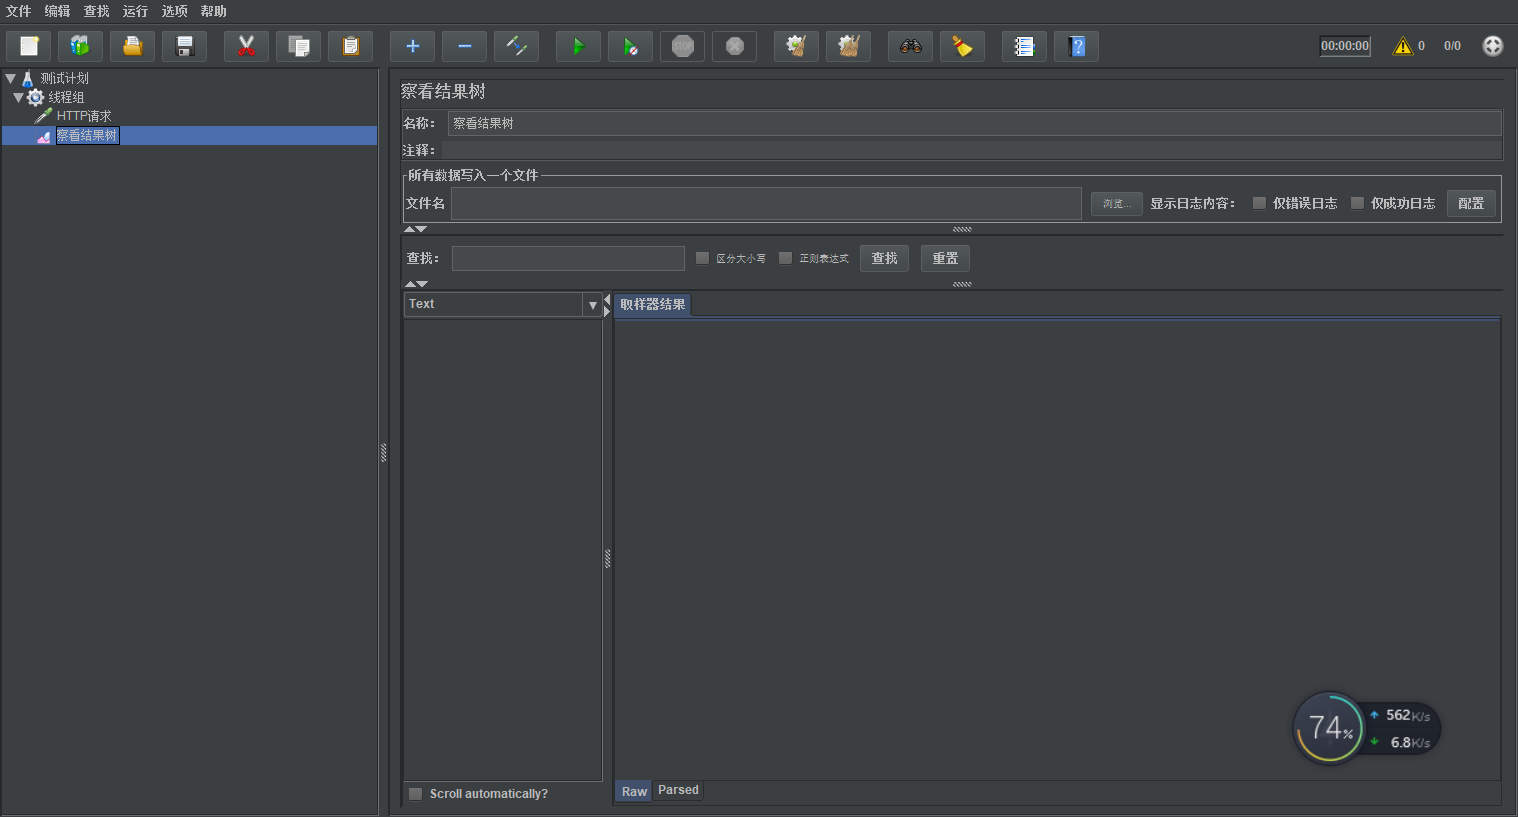 文件 编辑 查找 运行 选项 帮助
STOP
00:00:00 0 0/0
测试计划
线程组
HTTP请求
察看结果树
察看结果树
名称： 察看结果树
注释：
所有数据写入一个文件
文件名 浏览... 显示日志内容： 仅错误日志 仅成功日志 配置
查找： 区分大小写 正则表达式 查找 重置
Text
取样器结果
74% 562K/s
6.8K/s
Scroll automatically?
Raw Parsed